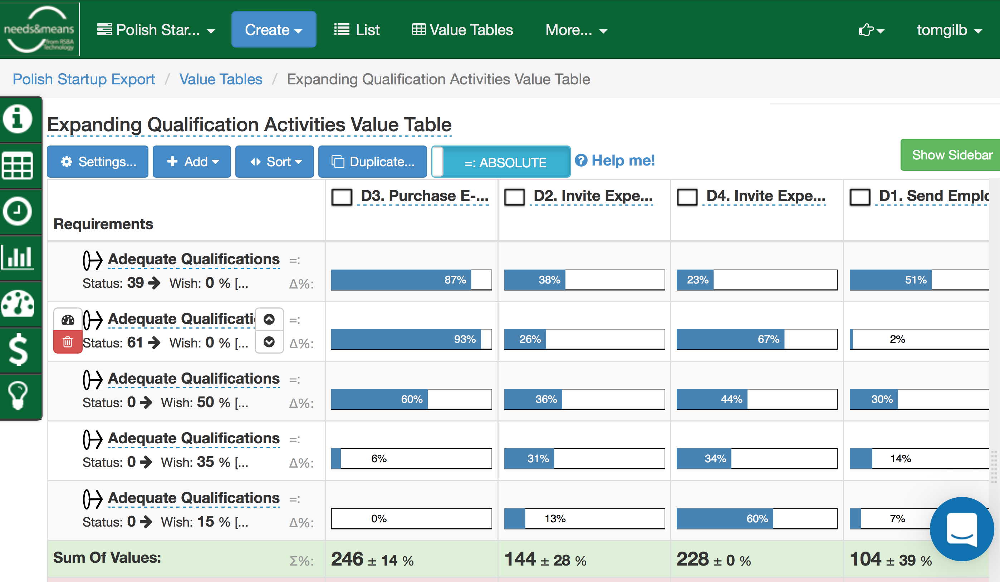 needs&means
from RSBA
Technology
Polish Star...
Create
List
Value Tables
More...
tomgilb
Polish Startup Export / Value Tables / Expanding Qualification Activities Value Table
Expanding Qualification Activities Value Table
Settings...
Add
Sort
Duplicate...
=: ABSOLUTE
Help me!
Show Sidebar
Requirements
D3. Purchase E-...
D2. Invite Expe...
D4. Invite Expe...
D1. Send Emplo
Adequate Qualifications =:
Status: 39 → Wish: 0 % [... Δ%:
87%
38%
23%
51%
Adequate Qualificati =:
Status: 61 → Wish: 0 % [... Δ%:
93%
26%
67%
2%
Adequate Qualifications =:
Status: 0 → Wish: 50 % [... Δ%:
60%
36%
44%
30%
Adequate Qualifications =:
Status: 0 → Wish: 35 % [... Δ%:
6%
31%
34%
14%
Adequate Qualifications =:
Status: 0 → Wish: 15 % [... Δ%:
0%
13%
60%
7%
Sum Of Values: Σ%:
246 ± 14 %
144 ± 28 %
228 ± 0 %
104 ± 39 %